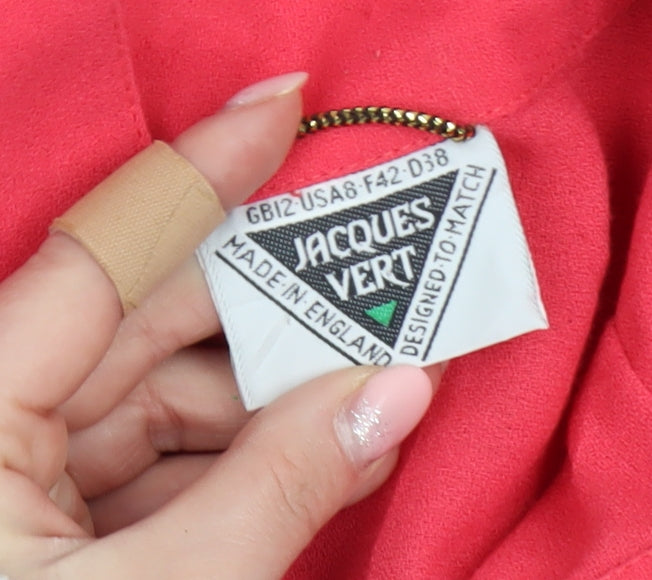 GB12·USA8·F42·D38
JACQUES
VERT
MADE·IN·ENGLAND
DESIGNED·TO·MATCH